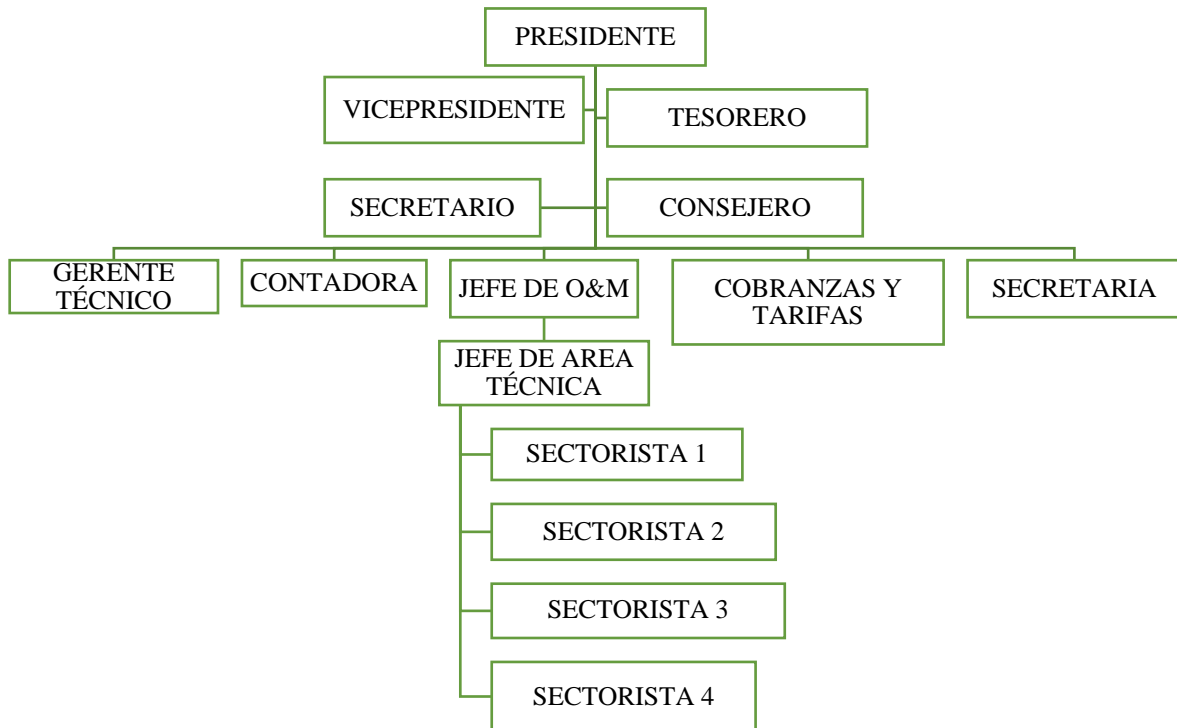 PRESIDENTE
VICEPRESIDENTE
TESORERO
SECRETARIO
CONSEJERO
GERENTE
TÉCNICO
CONTADORA
JEFE DE O&M
COBRANZAS Y
TARIFAS
SECRETARIA
JEFE DE AREA
TÉCNICA
SECTORISTA 1
SECTORISTA 2
SECTORISTA 3
SECTORISTA 4